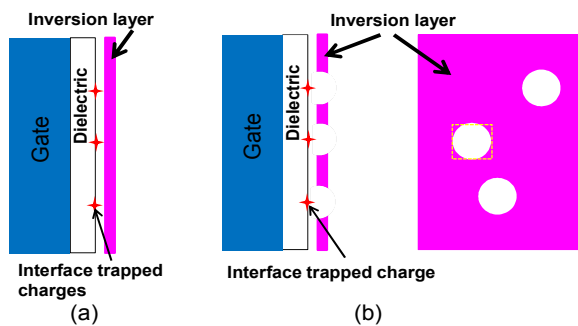 Inversion layer
Gate
Dielectric
Interface trapped
charges
(a)
Inversion layer
Gate
Dielectric
Interface trapped charge
(b)